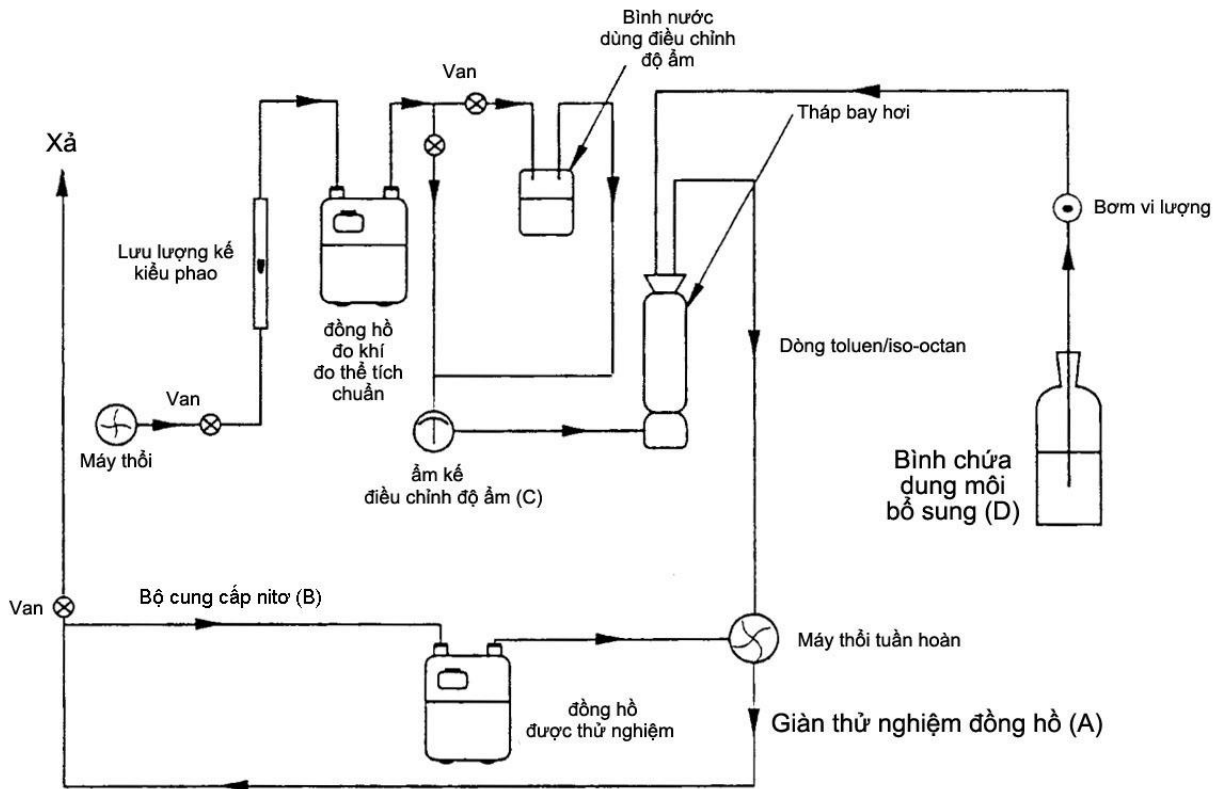 Bình nước
dùng điều chỉnh
độ ẩm
Van
Tháp bay hơi
Xả
Bơm vi lượng
Lưu lượng kế
kiểu phao
đồng hồ
đo khí
đo thể tích
chuẩn
Dòng toluen/iso-octan
Van
Máy thổi
ẩm kế
điều chỉnh độ ẩm (C)
Bình chứa
dung môi
bổ sung (D)
Van
Bộ cung cấp nitơ (B)
Máy thổi tuần hoàn
đồng hồ
được thử nghiệm
Giàn thử nghiệm đồng hồ (A)